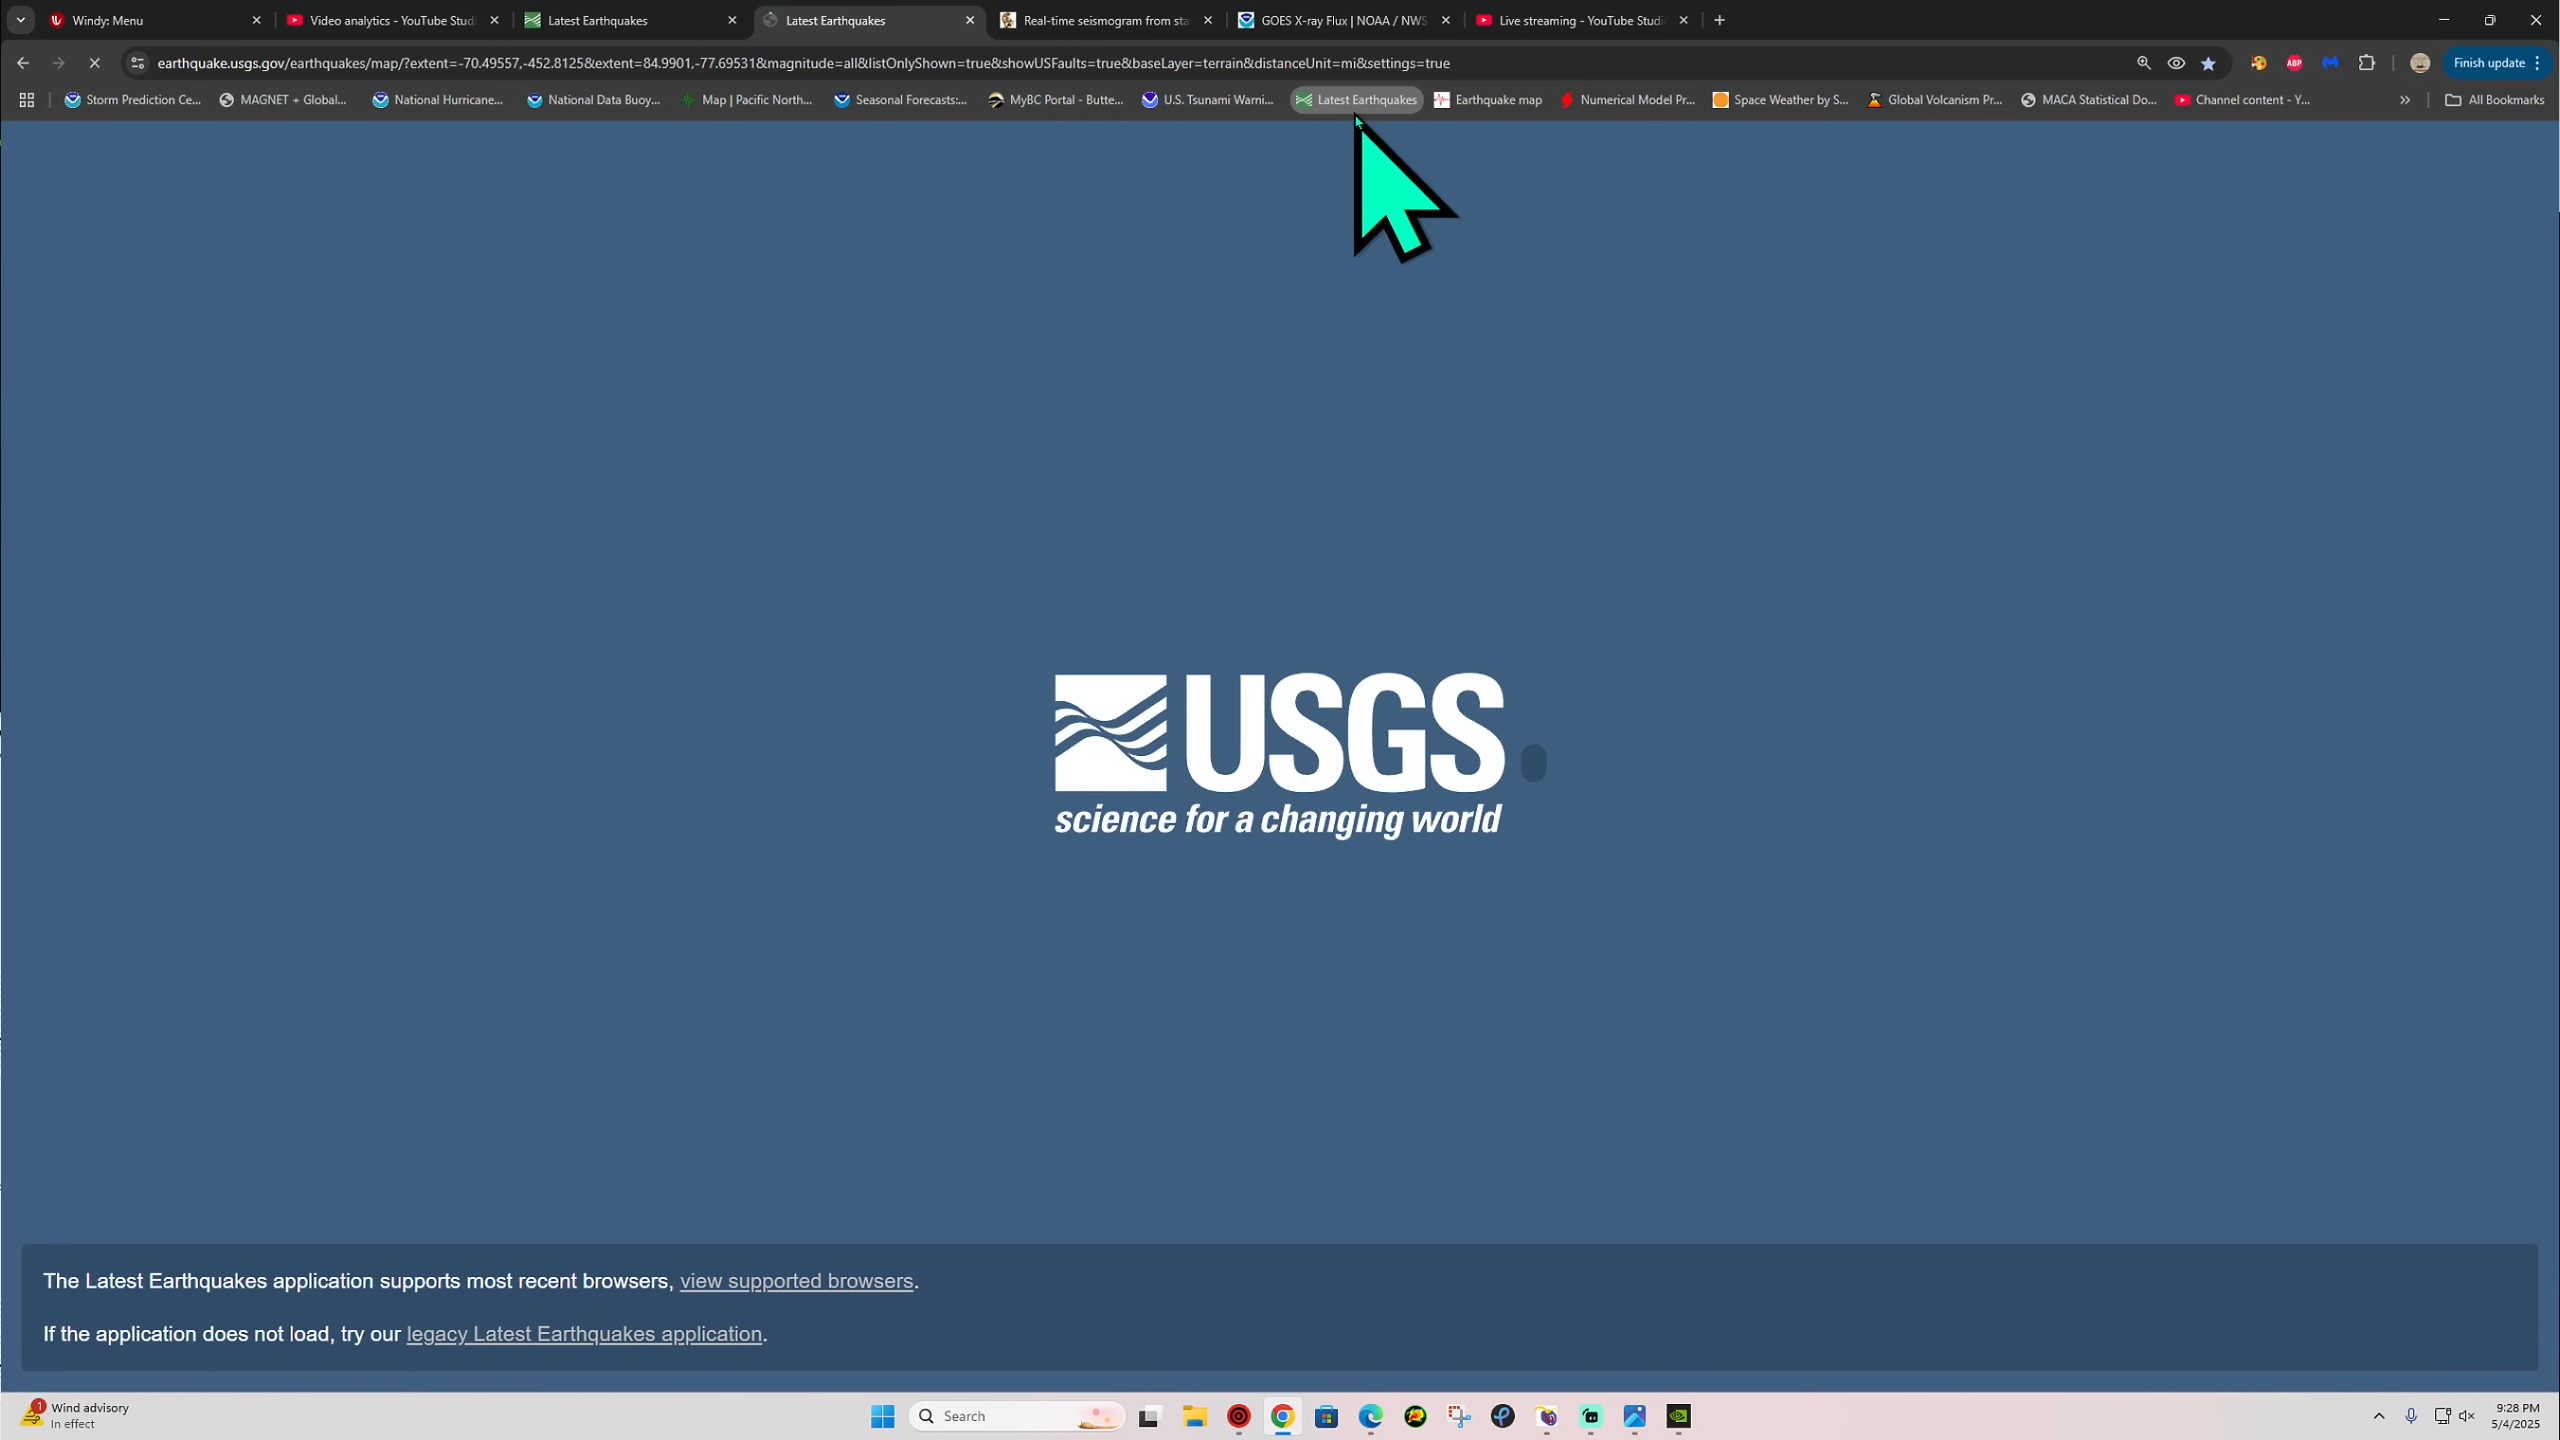 Windy: Menu
Video analytics - YouTube Studi
Latest Earthquakes
Latest Earthquakes
Real-time seismogram from sta
GOES X-ray Flux | NOAA / NWS
Live streaming - YouTube Studi
earthquake.usgs.gov/earthquakes/map/?extent=-70.49557,-452.8125&extent=84.9901,-77.69531&magnitude=all&listOnlyShown=true&showUSFaults=true&baseLayer=terrain&distanceUnit=mi&settings=true
ABP
Finish update
Storm Prediction Ce...
MAGNET + Global...
National Hurricane...
National Data Buoy...
Map | Pacific North...
Seasonal Forecasts:...
MyBC Portal - Butte...
U.S. Tsunami Warni...
Latest Earthquakes
Earthquake map
Numerical Model Pr...
Space Weather by S...
Global Volcanism Pr...
MACA Statistical Do...
Channel content - Y...
All Bookmarks
USGS
science for a changing world
The Latest Earthquakes application supports most recent browsers, view supported browsers.
If the application does not load, try our legacy Latest Earthquakes application.
1
Wind advisory
In effect
Search
9:28 PM
5/4/2025